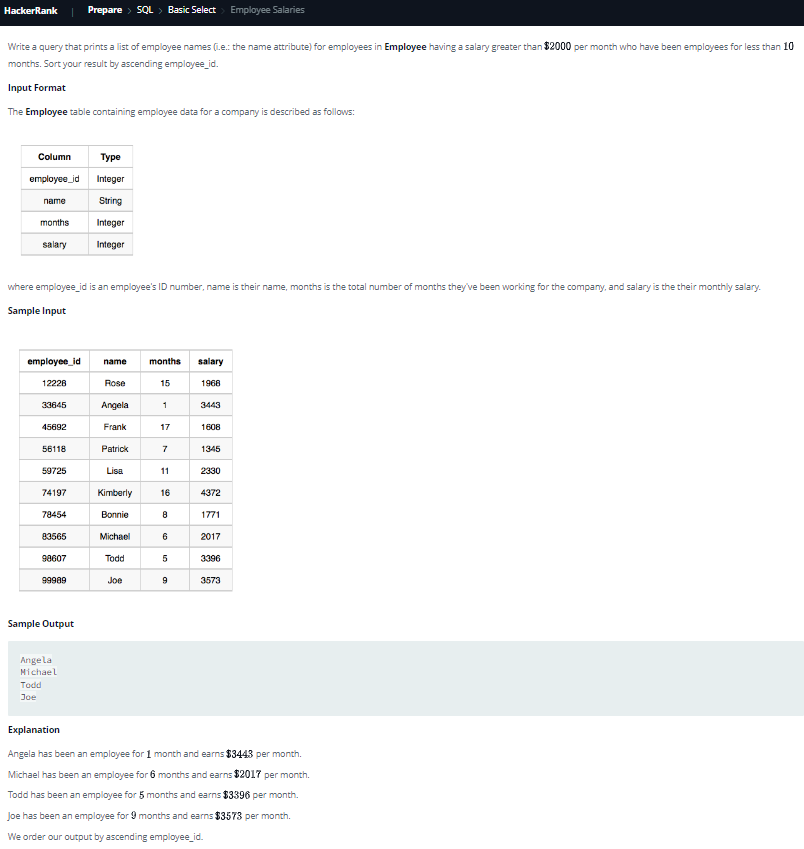 HackerRank | Prepare > SQL > Basic Select > Employee Salaries
Write a query that prints a list of employee names (i.e.: the name attribute) for employees in Employee having a salary greater than $2000 per month who have been employees for less than 10
months. Sort your result by ascending employee_id.
Input Format
The Employee table containing employee data for a company is described as follows:
Column Type
employee_id Integer
name String
months Integer
salary Integer
where employee_id is an employee's ID number, name is their name, months is the total number of months they've been working for the company, and salary is the their monthly salary.
Sample Input
employee_id name months salary
12228 Rose 15 1968
33645 Angela 1 3443
45692 Frank 17 1608
56118 Patrick 7 1345
59725 Lisa 11 2330
74197 Kimberly 16 4372
78454 Bonnie 8 1771
83565 Michael 6 2017
98607 Todd 5 3396
99989 Joe 9 3573
Sample Output
Angela
Michael
Todd
Joe
Explanation
Angela has been an employee for 1 month and earns $3443 per month.
Michael has been an employee for 6 months and earns $2017 per month.
Todd has been an employee for 5 months and earns $3396 per month.
Joe has been an employee for 9 months and earns $3573 per month.
We order our output by ascending employee_id.